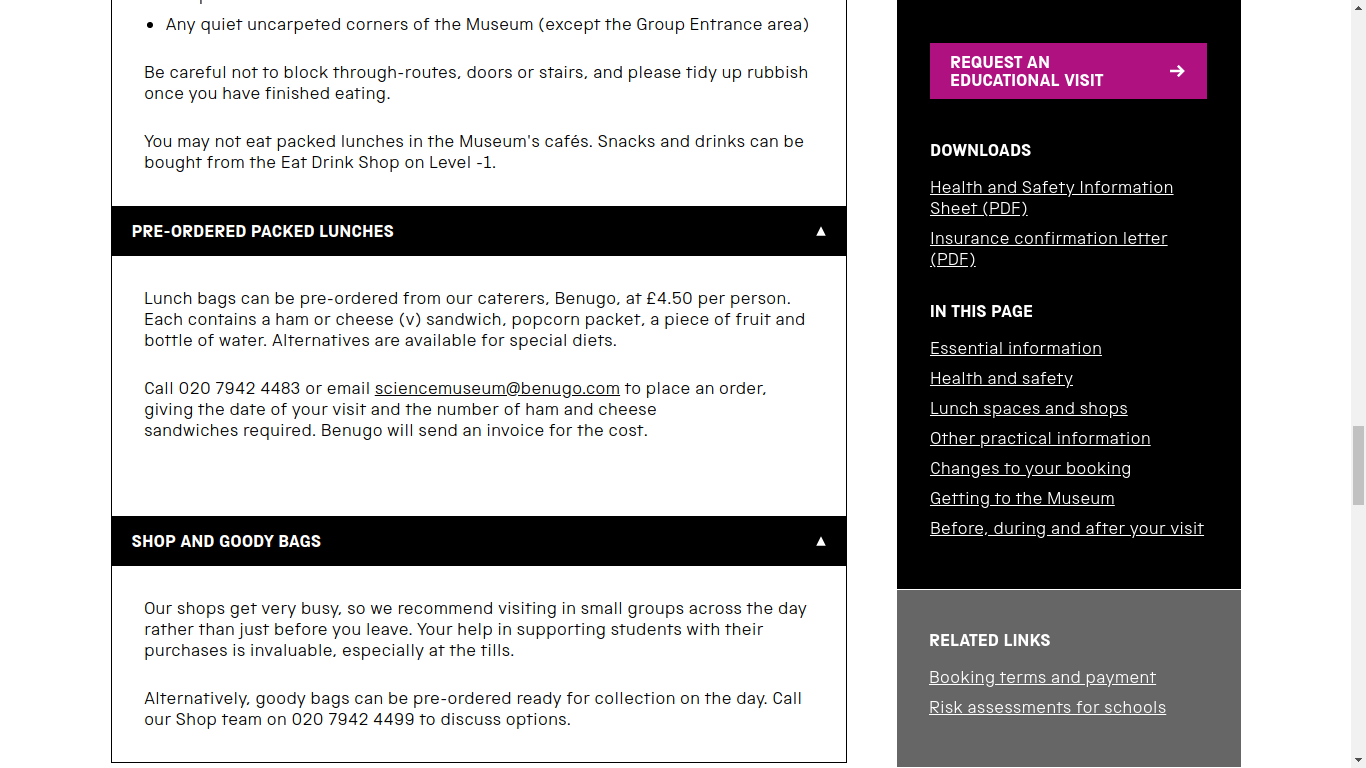 • Any quiet uncarpeted corners of the Museum (except the Group Entrance area)
Be careful not to block through-routes, doors or stairs, and please tidy up rubbish
once you have finished eating.
You may not eat packed lunches in the Museum's cafés. Snacks and drinks can be
bought from the Eat Drink Shop on Level -1.
PRE-ORDERED PACKED LUNCHES ▲
Lunch bags can be pre-ordered from our caterers, Benugo, at £4.50 per person.
Each contains a ham or cheese (v) sandwich, popcorn packet, a piece of fruit and
bottle of water. Alternatives are available for special diets.
Call 020 7942 4483 or email sciencemuseum@benugo.com to place an order,
giving the date of your visit and the number of ham and cheese
sandwiches required. Benugo will send an invoice for the cost.
SHOP AND GOODY BAGS ▲
Our shops get very busy, so we recommend visiting in small groups across the day
rather than just before you leave. Your help in supporting students with their
purchases is invaluable, especially at the tills.
Alternatively, goody bags can be pre-ordered ready for collection on the day. Call
our Shop team on 020 7942 4499 to discuss options.
REQUEST AN
EDUCATIONAL VISIT →
DOWNLOADS
Health and Safety Information
Sheet (PDF)
Insurance confirmation letter
(PDF)
IN THIS PAGE
Essential information
Health and safety
Lunch spaces and shops
Other practical information
Changes to your booking
Getting to the Museum
Before, during and after your visit
RELATED LINKS
Booking terms and payment
Risk assessments for schools